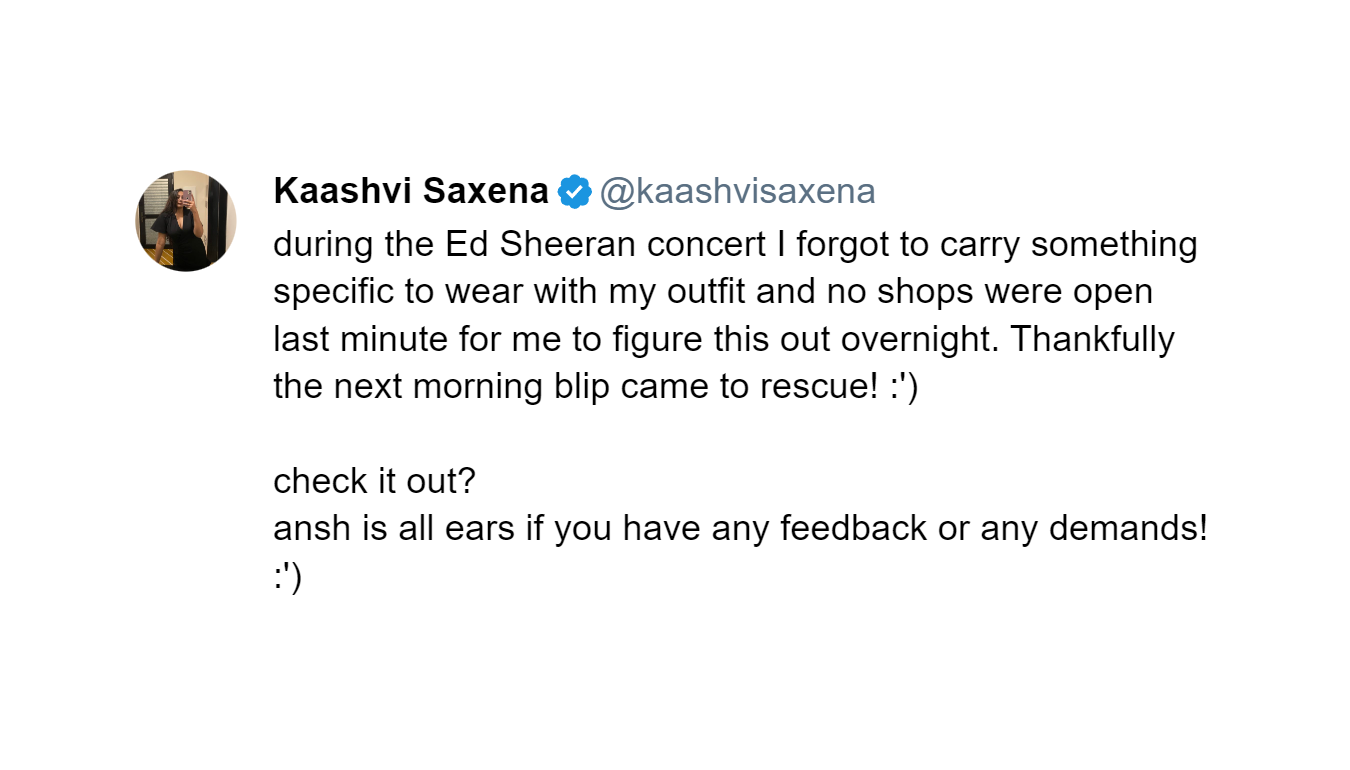 Kaashvi Saxena @kaashvisaxena
during the Ed Sheeran concert I forgot to carry something
specific to wear with my outfit and no shops were open
last minute for me to figure this out overnight. Thankfully
the next morning blip came to rescue! :')
check it out?
ansh is all ears if you have any feedback or any demands!
:')